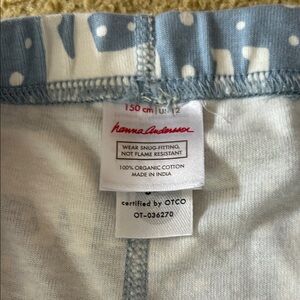 150 cm | US 12
hanna andersson
WEAR SNUG-FITTING,
NOT FLAME RESISTANT
100% ORGANIC COTTON
MADE IN INDIA
certified by OTCO
OT-036270